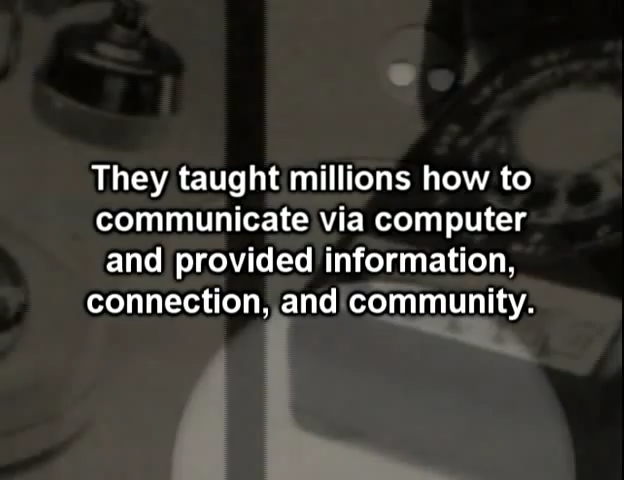 They taught millions how to
communicate via computer
and provided information,
connection, and community.